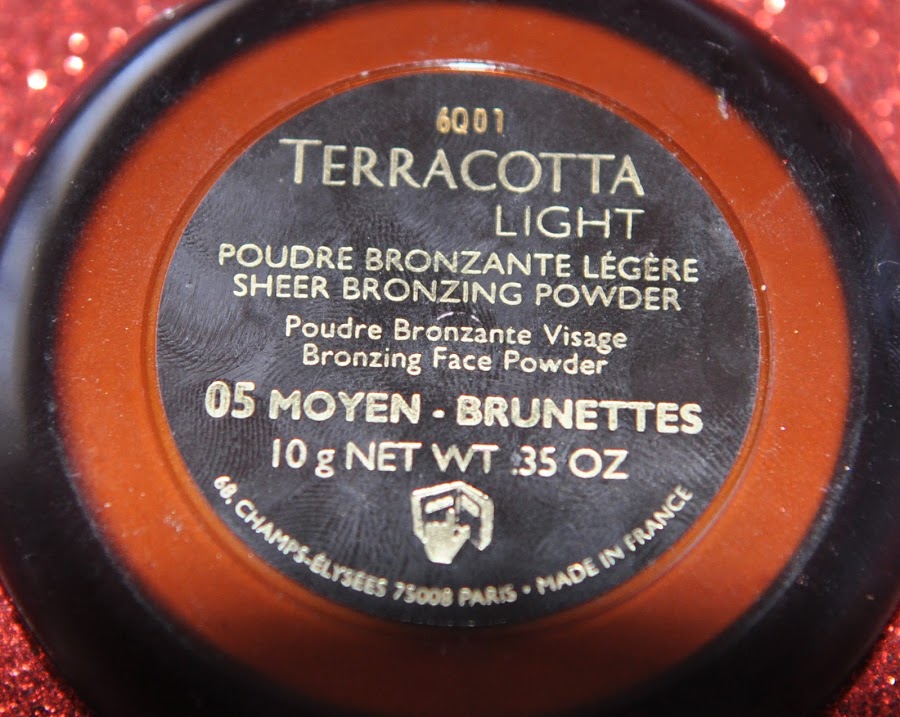 6Q01
TERRACOTTA
LIGHT
POUDRE BRONZANTE LÉGÈRE
SHEER BRONZING POWDER
Poudre Bronzante Visage
Bronzing Face Powder
05 MOYEN - BRUNETTES
10 g NET WT .35 OZ
68, CHAMPS-ÉLYSÉES 75008 PARIS • MADE IN FRANCE